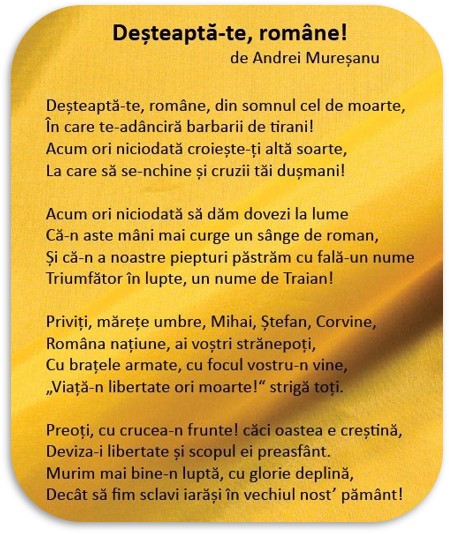 Deșteaptă-te, române!
de Andrei Mureșanu
Deșteaptă-te, române, din somnul cel de moarte,
În care te-adânciră barbarii de tirani!
Acum ori niciodată croiește-ți altă soarte,
La care să se-nchine și cruzii tăi dușmani!
Acum ori niciodată să dăm dovezi la lume
Că-n aste mâni mai curge un sânge de roman,
Și că-n a noastre piepturi păstrăm cu fală-un nume
Triumfător în lupte, un nume de Traian!
Priviți, mărețe umbre, Mihai, Ștefan, Corvine,
Româna națiune, ai voștri strănepoți,
Cu brațele armate, cu focul vostru-n vine,
„Viață-n libertate ori moarte!“ strigă toți.
Preoți, cu crucea-n frunte! căci oastea e creștină,
Deviza-i libertate și scopul ei preasfânt.
Murim mai bine-n luptă, cu glorie deplină,
Decât să fim sclavi iarăși în vechiul nost’ pământ!